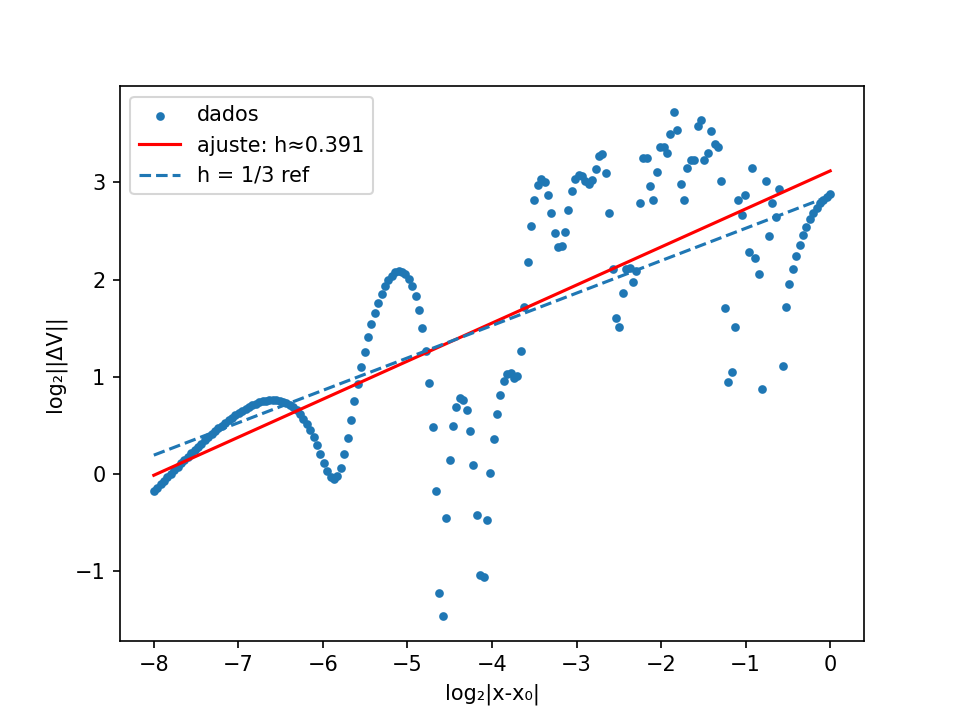 dados
ajuste: h≈0.391
h = 1/3 ref
3
2
1
0
−1
log₂||ΔV||
−8 −7 −6 −5 −4 −3 −2 −1 0
log₂|x-x₀|